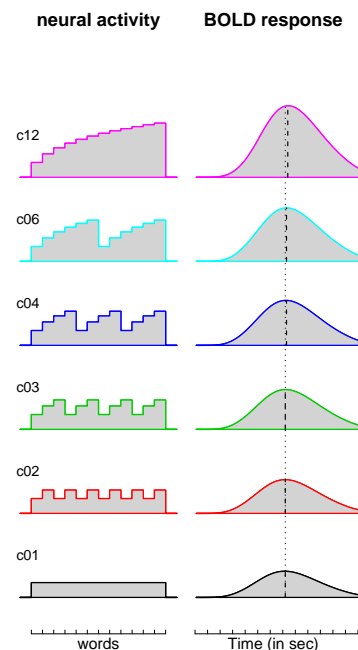 neural activity BOLD response
c12
c06
c04
c03
c02
c01
words Time (in sec)